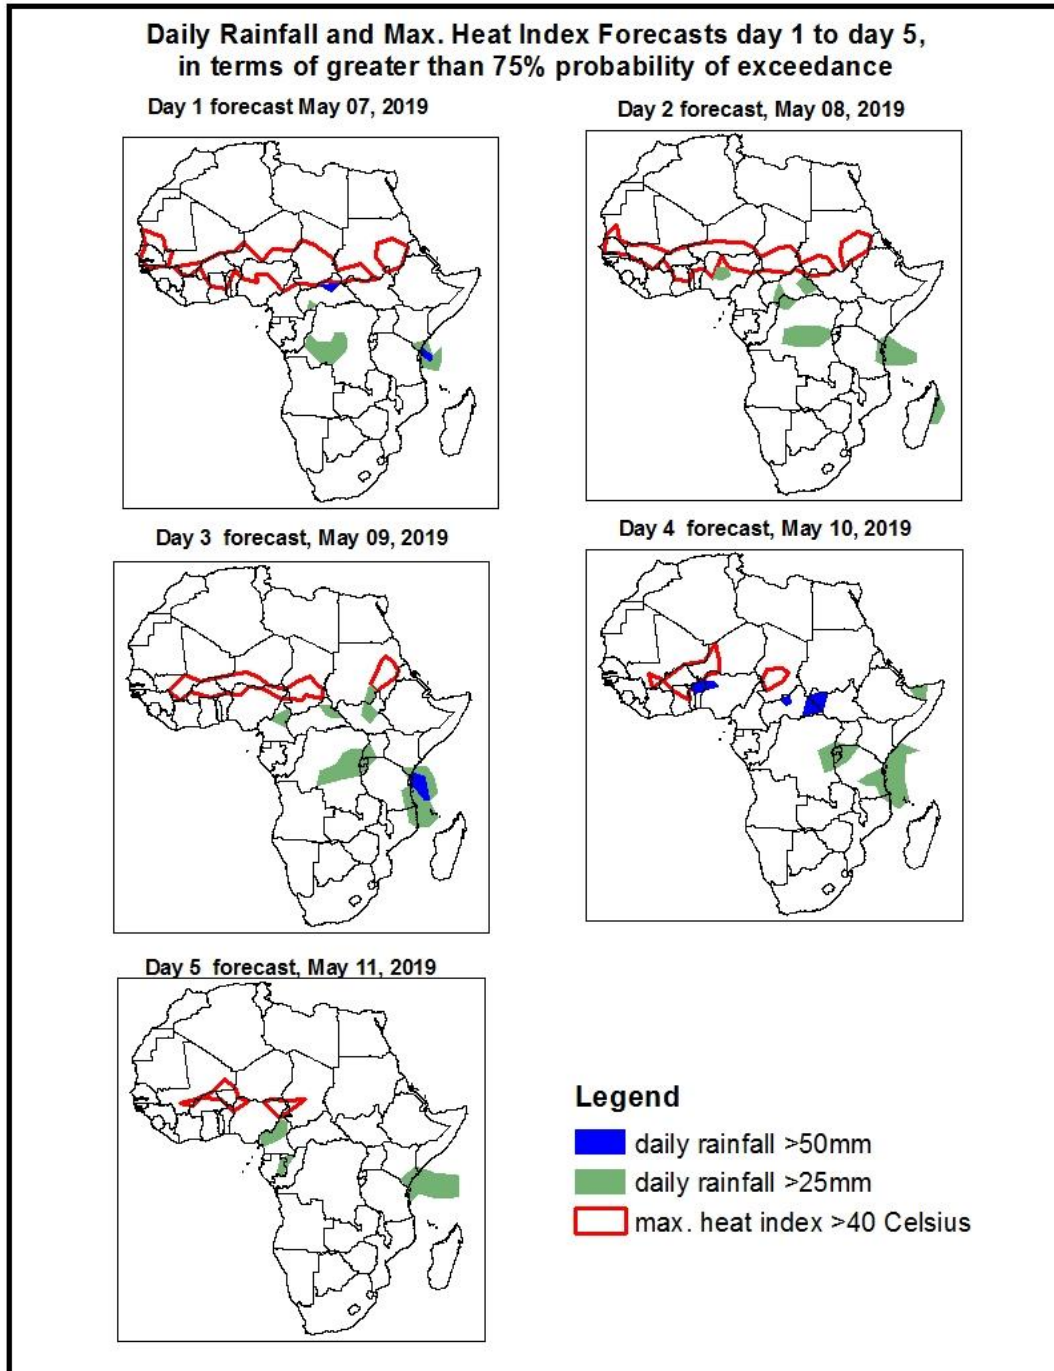 Daily Rainfall and Max. Heat Index Forecasts day 1 to day 5,
in terms of greater than 75% probability of exceedance
Day 1 forecast May 07, 2019
Day 2 forecast, May 08, 2019
Day 3 forecast, May 09, 2019
Day 4 forecast, May 10, 2019
Day 5 forecast, May 11, 2019
Legend
daily rainfall >50mm
daily rainfall >25mm
max. heat index >40 Celsius